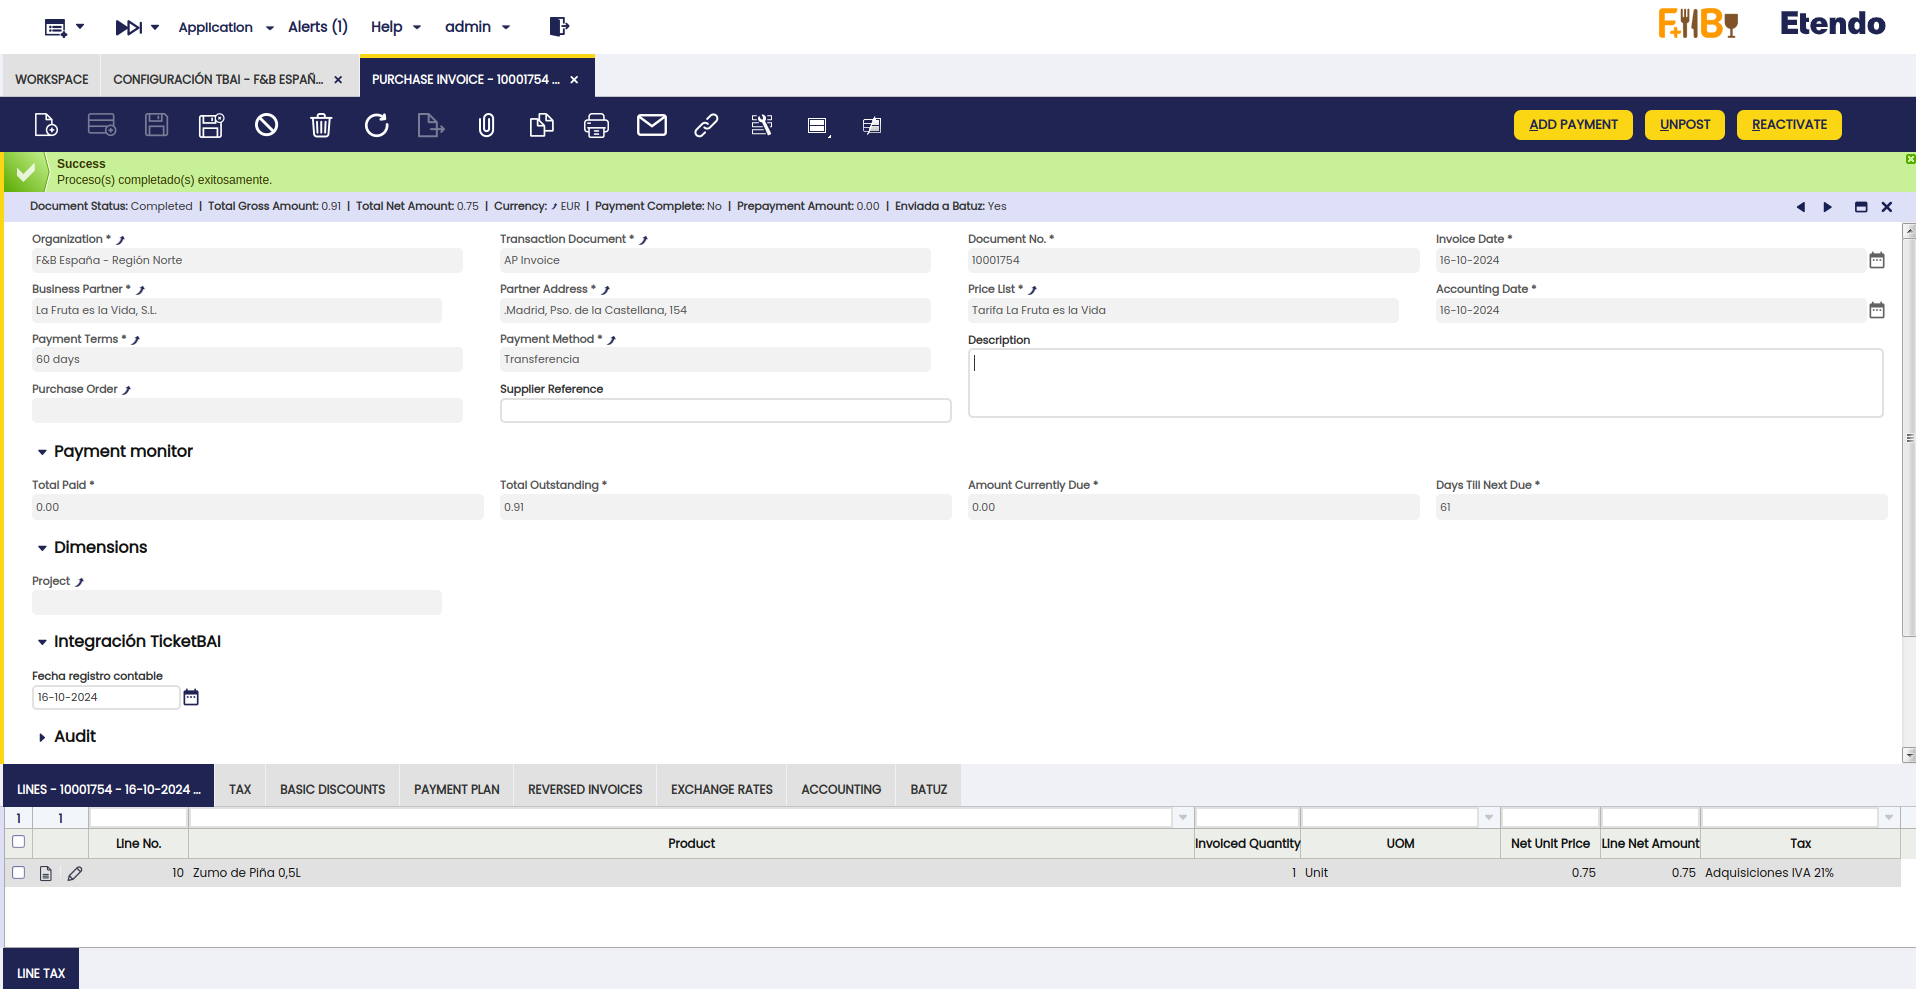 Application
Alerts (1)
Help
admin
F+B
Etendo
WORKSPACE
CONFIGURACIÓN TBAI - F&B ESPAÑ...
PURCHASE INVOICE - 10001754 ...
ADD PAYMENT
UNPOST
REACTIVATE
Success
Proceso(s) completado(s) exitosamente.
Document Status: Completed | Total Gross Amount: 0.91 | Total Net Amount: 0.75 | Currency: EUR | Payment Complete: No | Prepayment Amount: 0.00 | Enviada a Batuz: Yes
Organization * Transaction Document * Document No. * Invoice Date *
F&B España - Región Norte AP Invoice 10001754 16-10-2024
Business Partner * Partner Address * Price List * Accounting Date *
La Fruta es la Vida, S.L. .Madrid, Pso. de la Castellana, 154 Tarifa La Fruta es la Vida 16-10-2024
Payment Terms * Payment Method * Description
60 days Transferencia
Purchase Order Supplier Reference
Payment monitor
Total Paid * Total Outstanding * Amount Currently Due * Days Till Next Due *
0.00 0.91 0.00 61
Dimensions
Project
Integración TicketBAI
Fecha registro contable
16-10-2024
Audit
LINES - 10001754 - 16-10-2024 ...
TAX
BASIC DISCOUNTS
PAYMENT PLAN
REVERSED INVOICES
EXCHANGE RATES
ACCOUNTING
BATUZ
1 1
Line No. Product Invoiced Quantity UOM Net Unit Price Line Net Amount Tax
10 Zumo de Piña 0,5L 1 Unit 0.75 0.75 Adquisiciones IVA 21%
LINE TAX